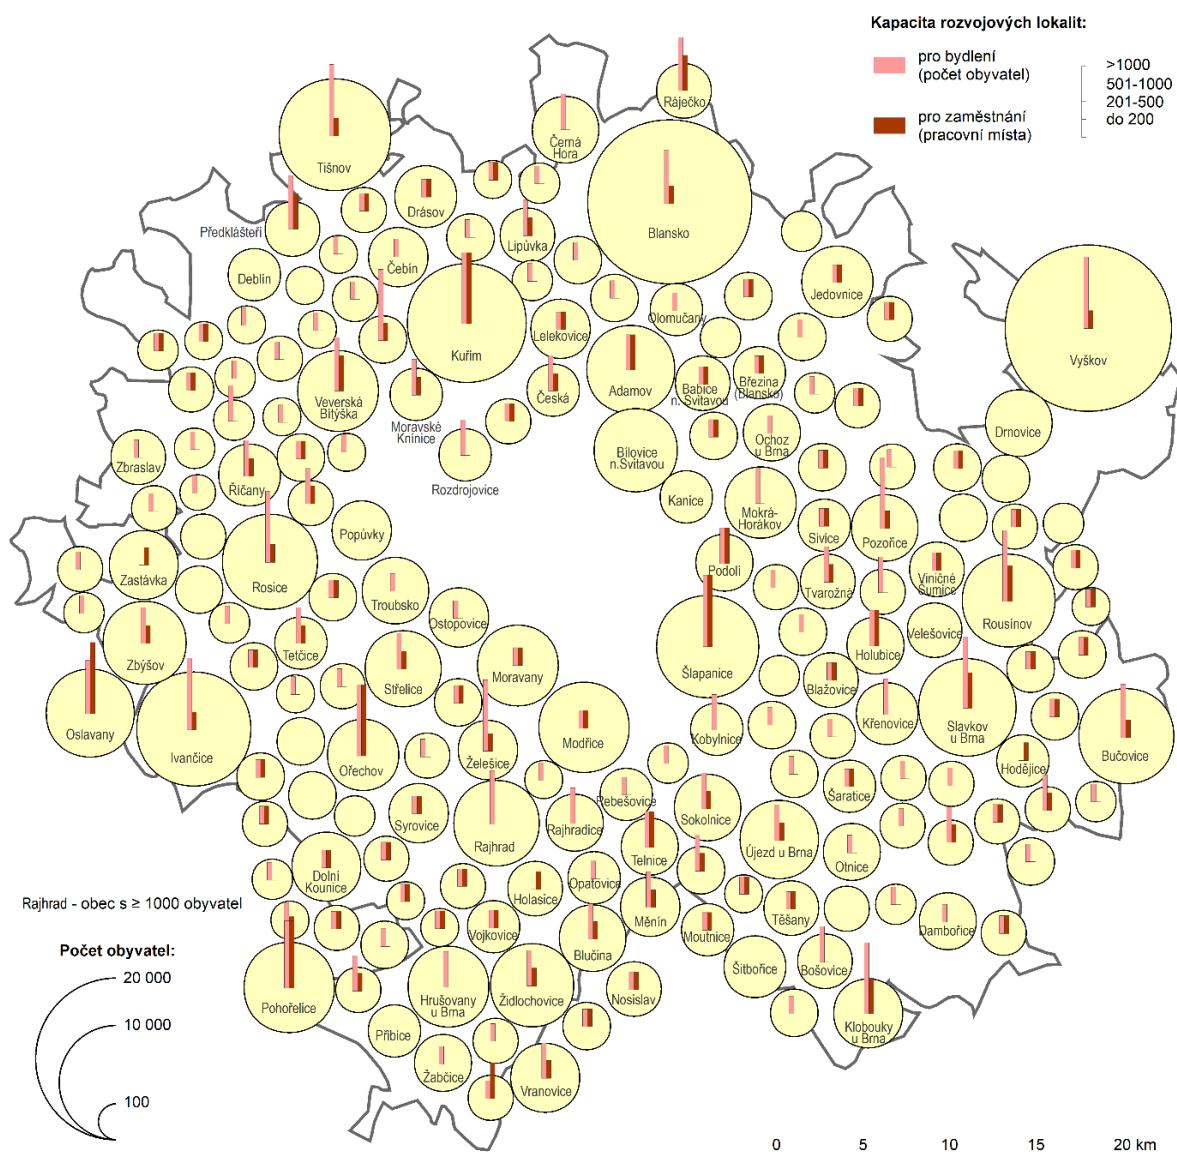 Kapacita rozvojových lokalit:
pro bydlení
(počet obyvatel)
pro zaměstnání
(pracovní místa)
>1000
501-1000
201-500
do 200
Ráječko
Černá
Hora
Tišnov
Blansko
Drásov
Předklášteří
Lipůvka
Čebín
Deblín
Jedovnice
Olomučany
Vyškov
Lelekovice
Kuřim
Adamov
Babice
n. Svitavou
Březina
(Blansko)
Veverská
Bítýška
Česká
Moravské
Knínice
Drnovice
Ochoz
u Brna
Bílovice
n.Svitavou
Zbraslav
Říčany
Rozdrojovice
Kanice
Mokrá-
Horákov
Sivice
Pozořice
Popůvky
Podolí
Zastávka
Rosice
Tvarožná
Viničné
Šumice
Troubsko
Ostopovice
Rousínov
Velešovice
Zbýšov
Tetčice
Holubice
Střelice
Moravany
Šlapanice
Blažovice
Oslavany
Ivančice
Křenovice
Slavkov
u Brna
Kobylnice
Modřice
Bučovice
Ořechov
Želešice
Hodějice
Šaratice
Rebešovice
Sokolnice
Syrovice
Rajhrad
Rajhradice
Telnice
Újezd u Brna
Otnice
Dolní
Kounice
Opatovice
Holasice
Rajhrad - obec s ≥ 1000 obyvatel
Měnín
Těšany
Dambořice
Vojkovice
Moutnice
Blučina
Počet obyvatel:
20 000
10 000
100
Šitbořice
Bošovice
Pohořelice
Hrušovany
u Brna
Židlochovice
Nosislav
Klobouky
u Brna
Přibice
Žabčice
Vranovice
0 5 10 15 20 km